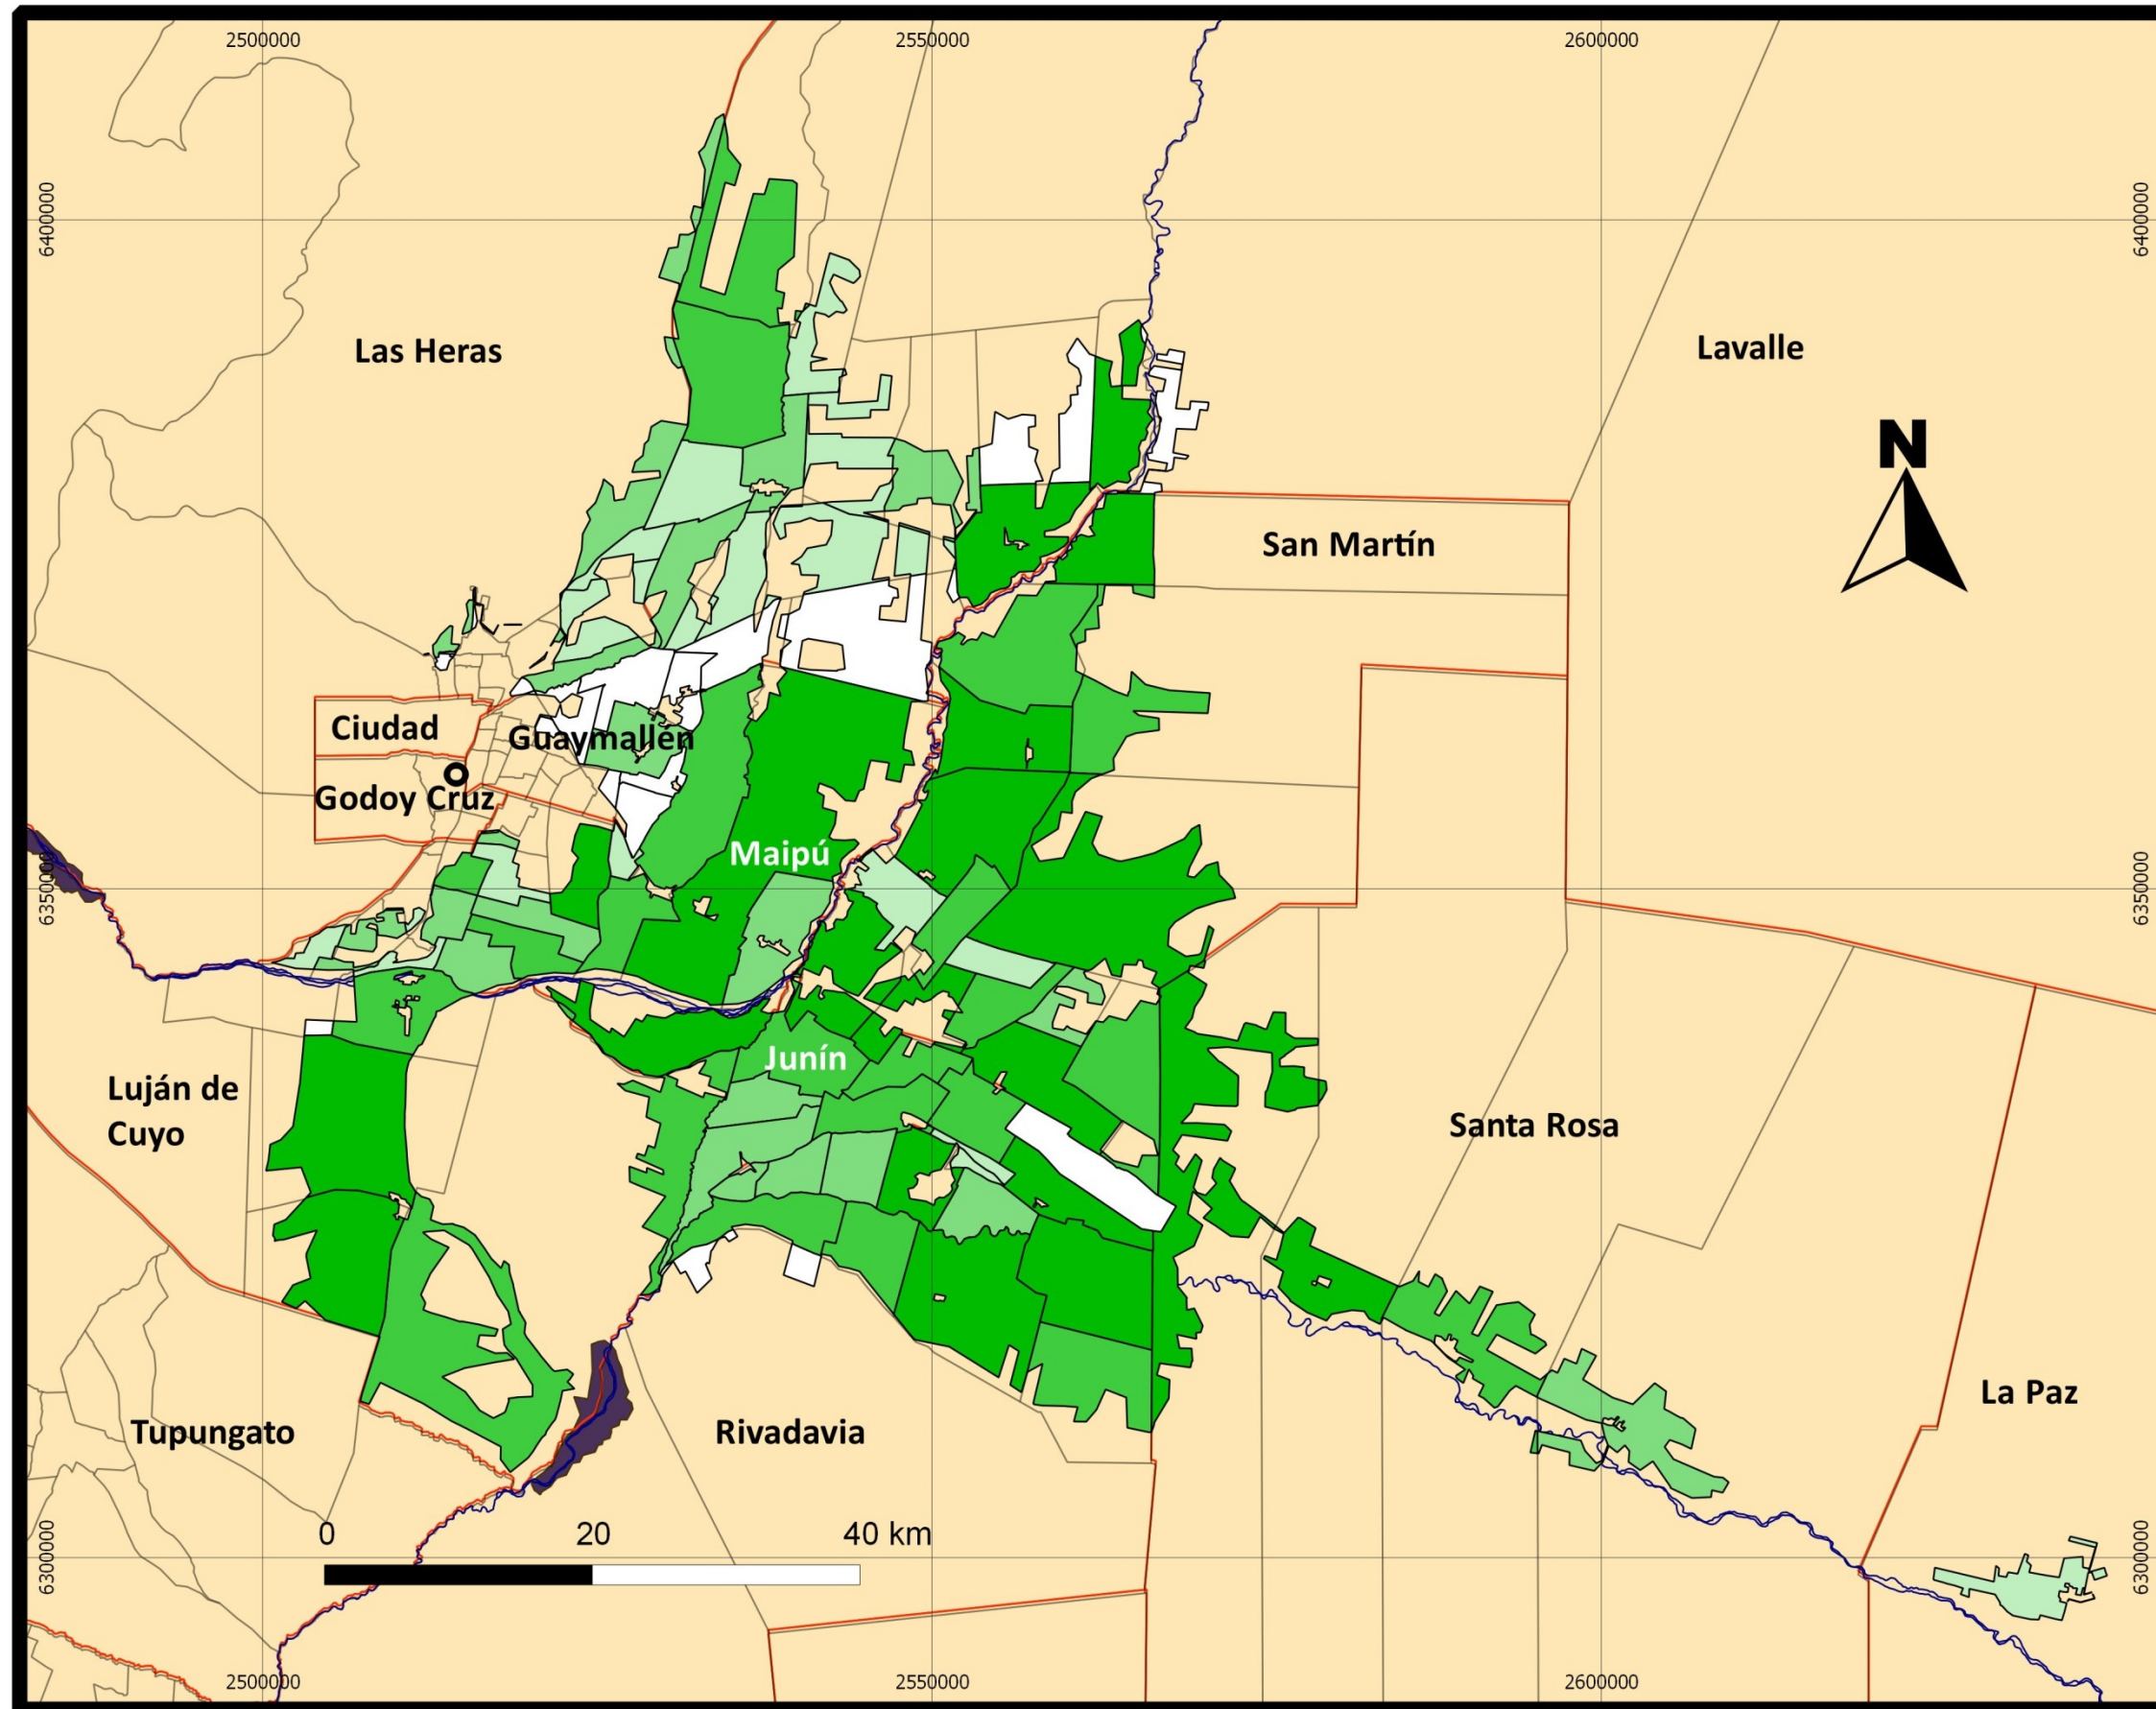 2500000
2550000
2600000
6400000
6400000
Las Heras
Lavalle
N
San Martín
Ciudad
Guaymallén
Godoy Cruz
Maipú
6350000
6350000
Junín
Luján de
Cuyo
Santa Rosa
La Paz
Tupungato
Rivadavia
0
20
40 km
6300000
6300000
2500000
2550000
2600000